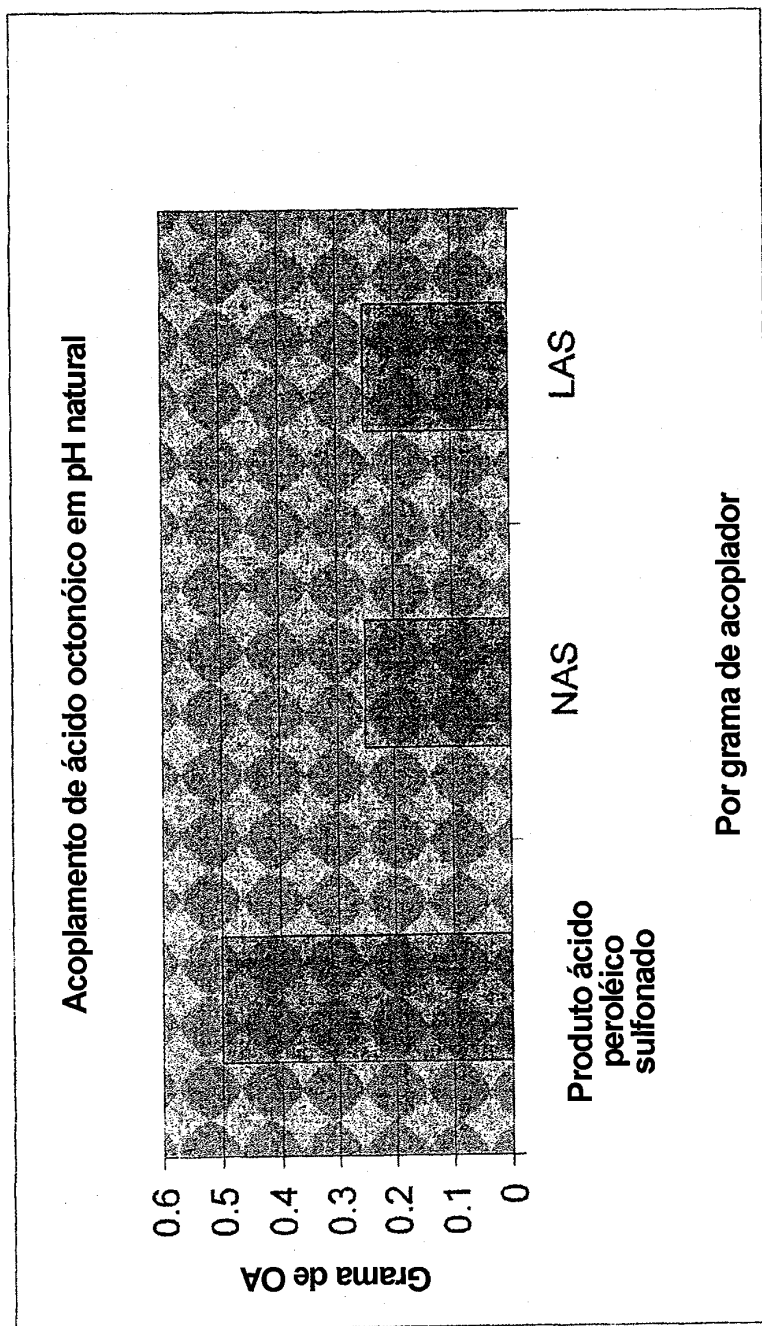 Acoplamento de ácido octonóico em pH natural
Grama de OA
0.6
0.5
0.4
0.3
0.2
0.1
0
Produto ácido
peroléico
sulfonado
NAS
LAS
Por grama de acoplador